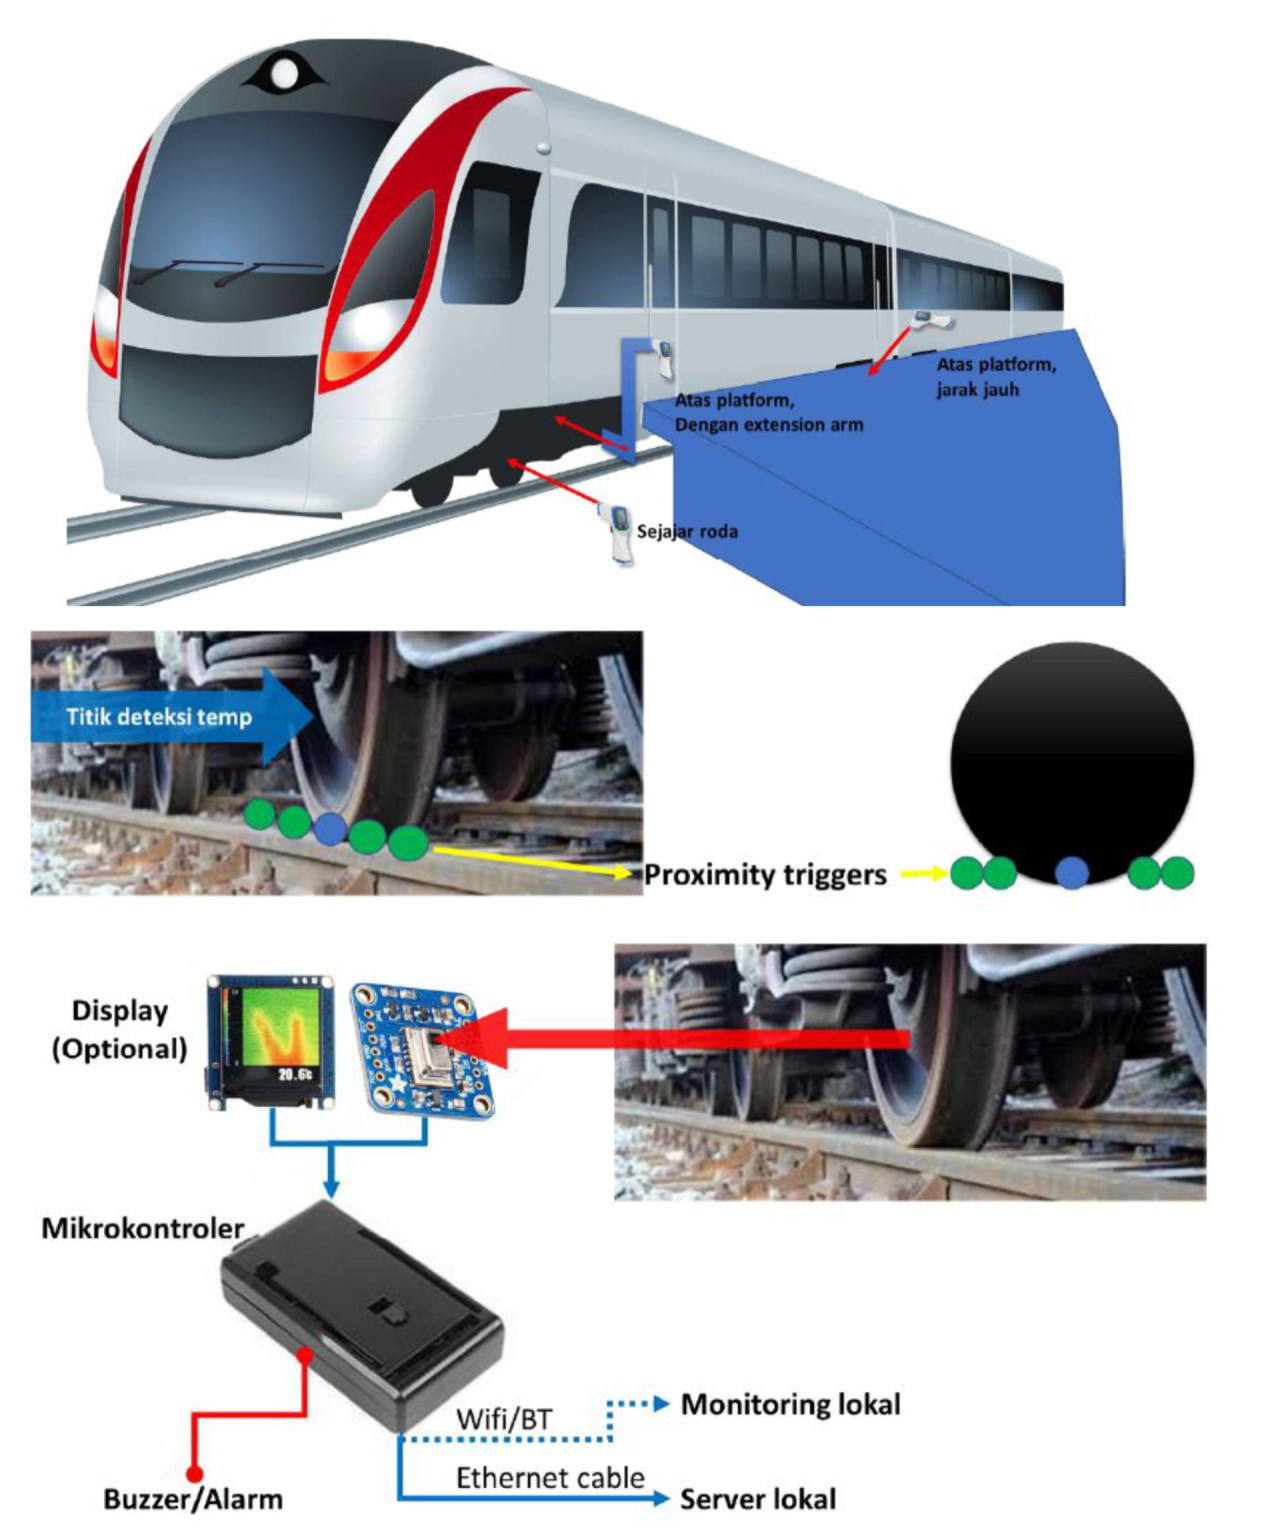 Atas platform,
jarak jauh
Atas platform,
Dengan extension arm
Sejajar roda
Titik deteksi temp
Proximity triggers
Display
(Optional)
20.6c
Mikrokontroler
Wifi/BT
Monitoring lokal
Ethernet cable
Server lokal
Buzzer/Alarm